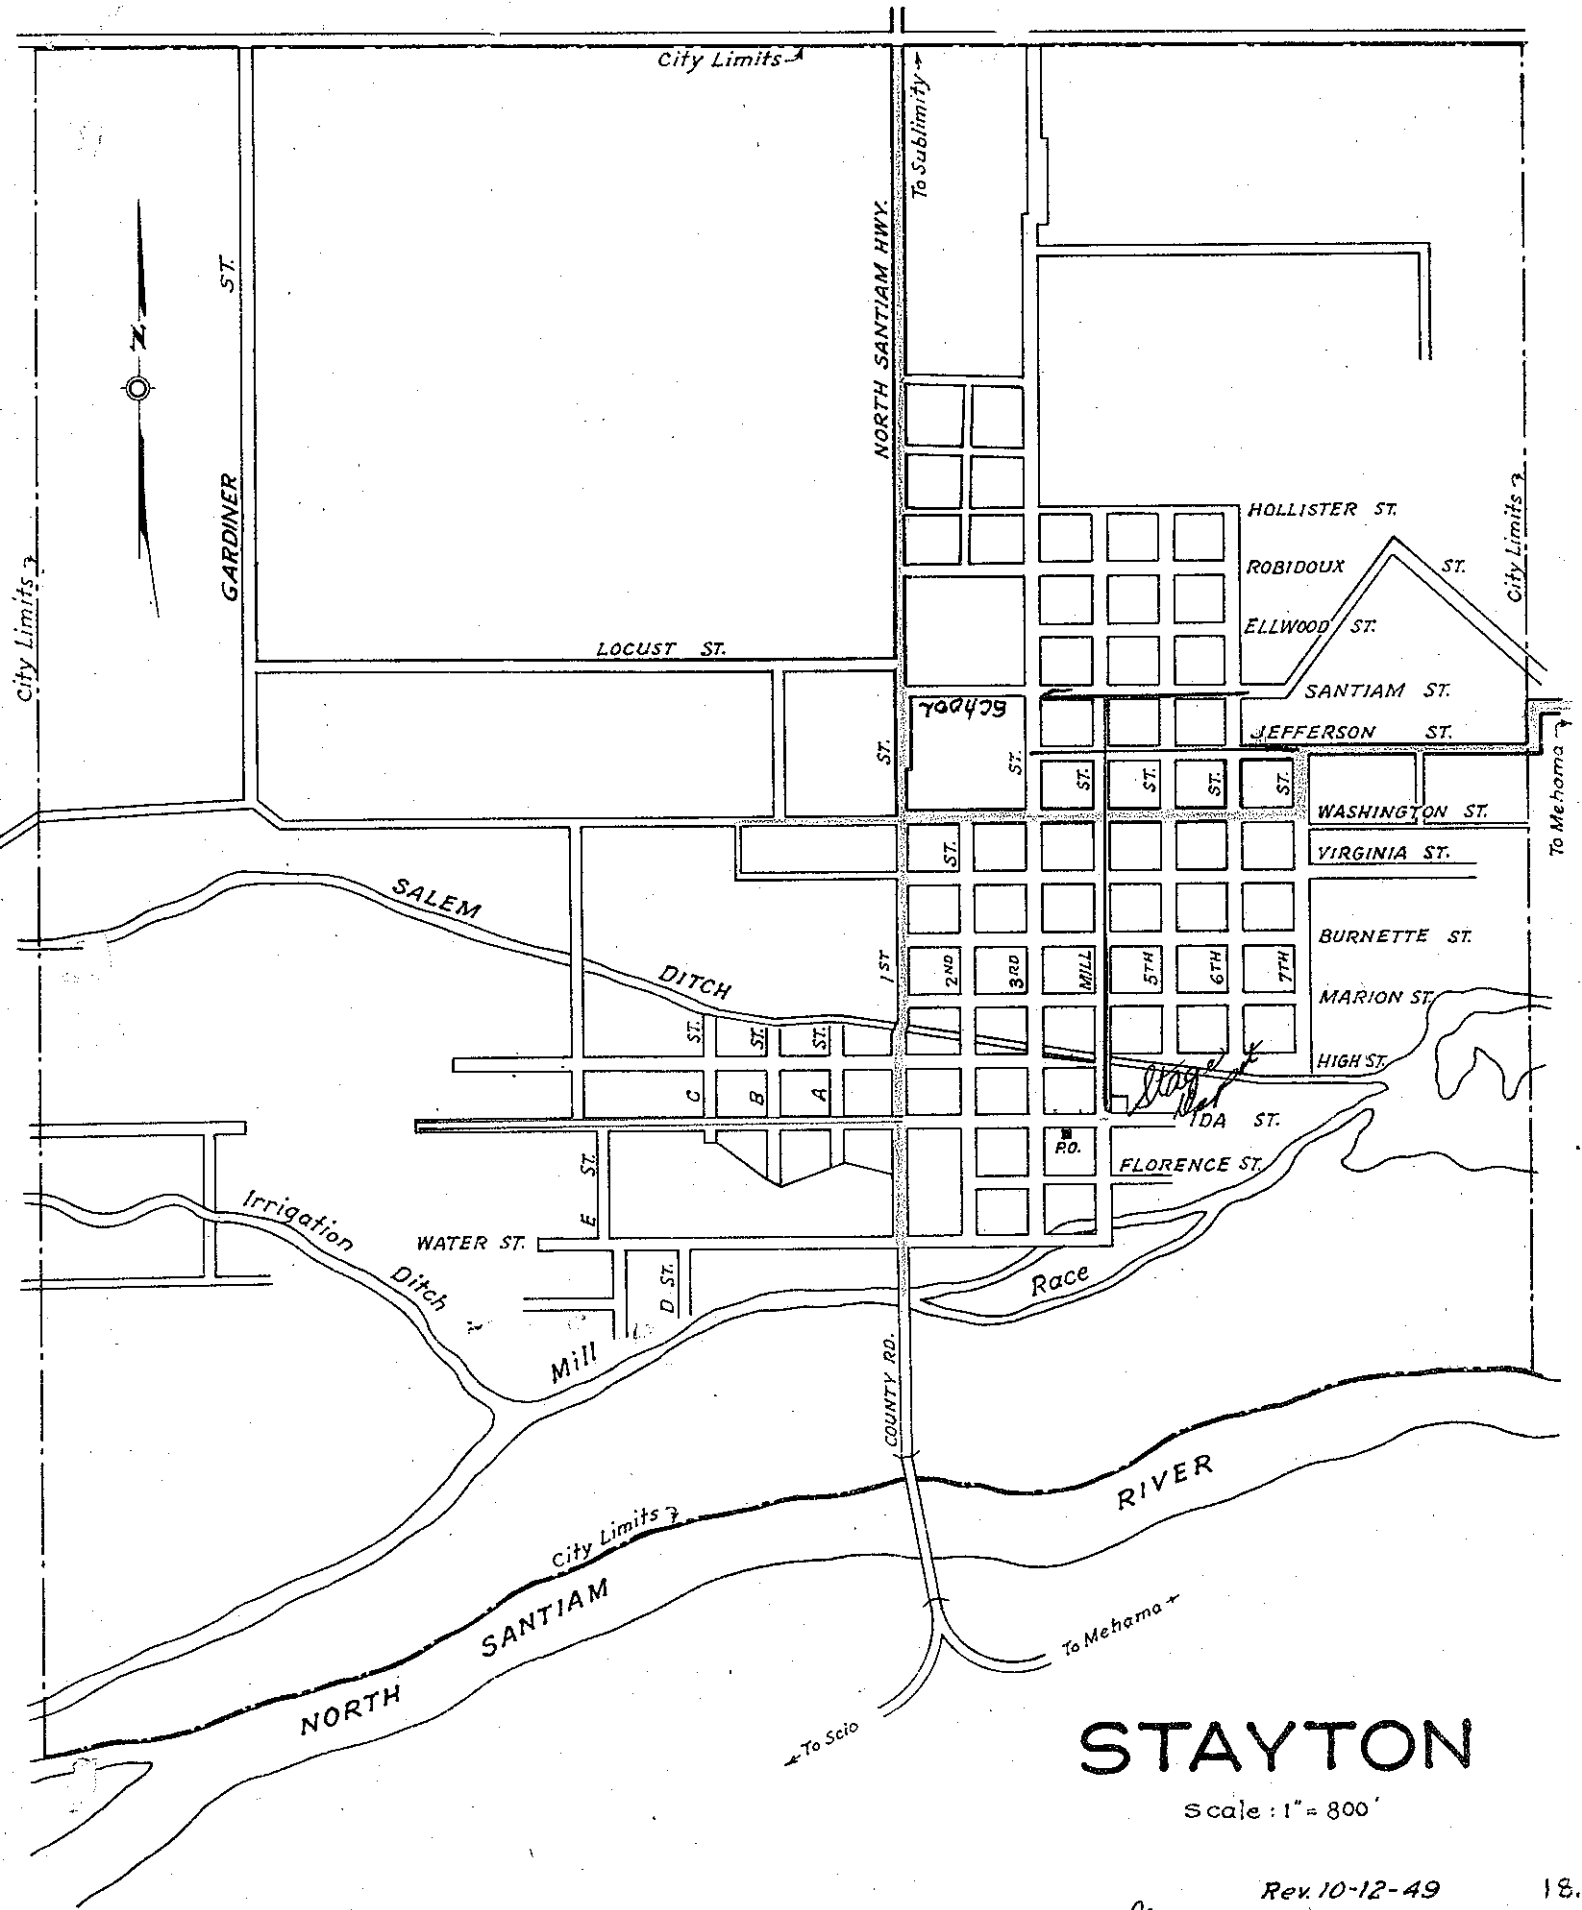 City Limits
To Sublimity
NORTH SANTIAM HWY.
GARDINER ST.
N
City Limits
City Limits
HOLLISTER ST.
ROBIDOUX ST.
ELLWOOD ST.
LOCUST ST.
SANTIAM ST.
School
JEFFERSON ST.
To Mehama
WASHINGTON ST.
VIRGINIA ST.
BURNETTE ST.
MARION ST.
HIGH ST.
1ST ST.
2ND ST.
3RD ST.
MILL ST.
5TH ST.
6TH ST.
7TH ST.
SALEM DITCH
C ST.
B ST.
A ST.
Stage
IDA ST.
P.O.
FLORENCE ST.
E ST.
Irrigation Ditch
WATER ST.
D ST.
Mill Race
COUNTY RD.
City Limits
NORTH SANTIAM RIVER
To Mehama
To Scio
STAYTON
Scale: 1"= 800'
Rev. 10-12-49
18.